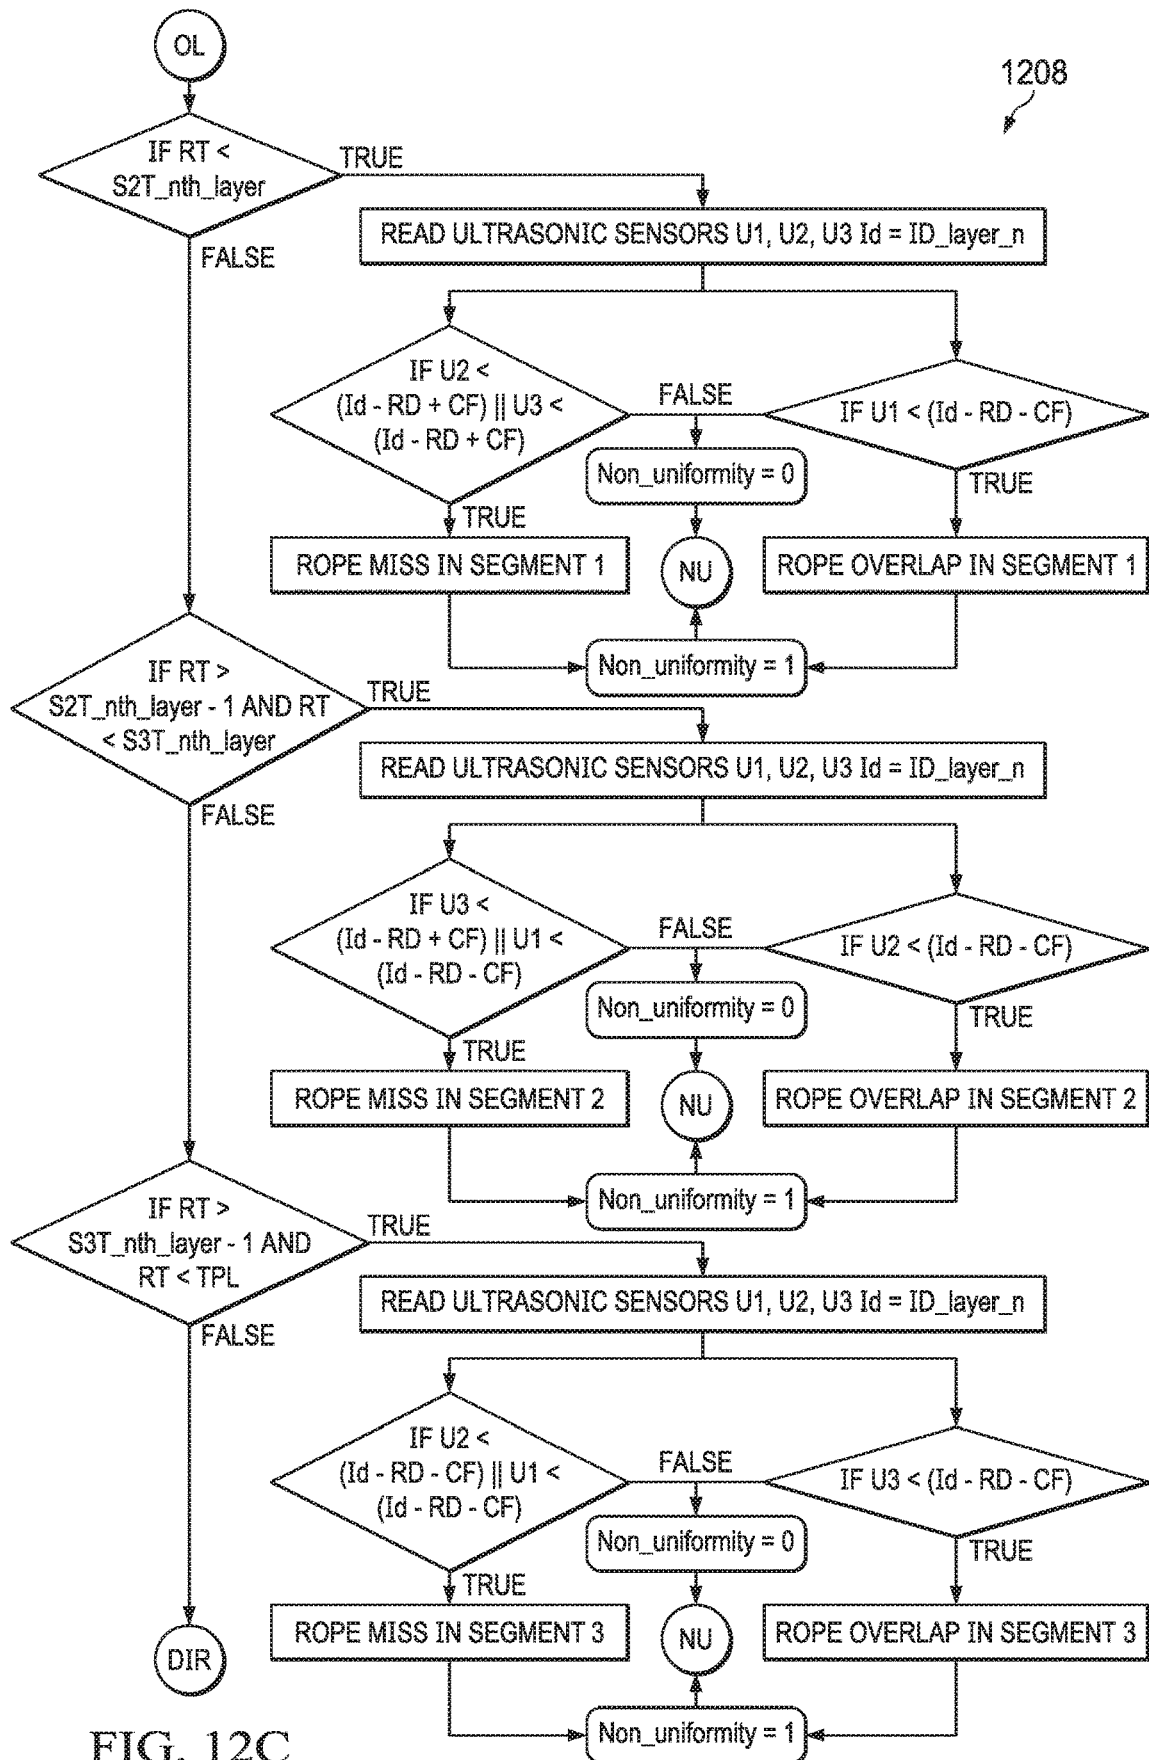 OL
1208
IF RT <
S2T_nth_layer
TRUE
FALSE
READ ULTRASONIC SENSORS U1, U2, U3 Id = ID_layer_n
IF U2 <
(Id - RD + CF) || U3 <
(Id - RD + CF)
FALSE
IF U1 < (Id - RD - CF)
Non_uniformity = 0
TRUE
TRUE
ROPE MISS IN SEGMENT 1
NU
ROPE OVERLAP IN SEGMENT 1
Non_uniformity = 1
IF RT >
S2T_nth_layer - 1 AND RT
< S3T_nth_layer
TRUE
FALSE
READ ULTRASONIC SENSORS U1, U2, U3 Id = ID_layer_n
IF U3 <
(Id - RD + CF) || U1 <
(Id - RD - CF)
FALSE
IF U2 < (Id - RD - CF)
Non_uniformity = 0
TRUE
TRUE
ROPE MISS IN SEGMENT 2
NU
ROPE OVERLAP IN SEGMENT 2
Non_uniformity = 1
IF RT >
S3T_nth_layer - 1 AND
RT < TPL
TRUE
FALSE
READ ULTRASONIC SENSORS U1, U2, U3 Id = ID_layer_n
IF U2 <
(Id - RD - CF) || U1 <
(Id - RD - CF)
FALSE
IF U3 < (Id - RD - CF)
Non_uniformity = 0
TRUE
TRUE
ROPE MISS IN SEGMENT 3
NU
ROPE OVERLAP IN SEGMENT 3
DIR
Non_uniformity = 1
FIG. 12C